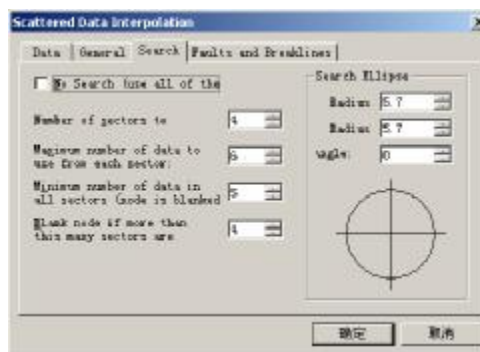 Scattered Data Interpolation
Data General Search Faults and Breaklines
No Search (use all of the
Number of sectors to 4
Maximum number of data to
use from each sector: 6
Minimum number of data in
all sectors (node is blanked 5
Blank node if more than
this many sectors are 4
Search Ellipse
Radius 5.7
Radius 5.7
Angle: 0
确定 取消